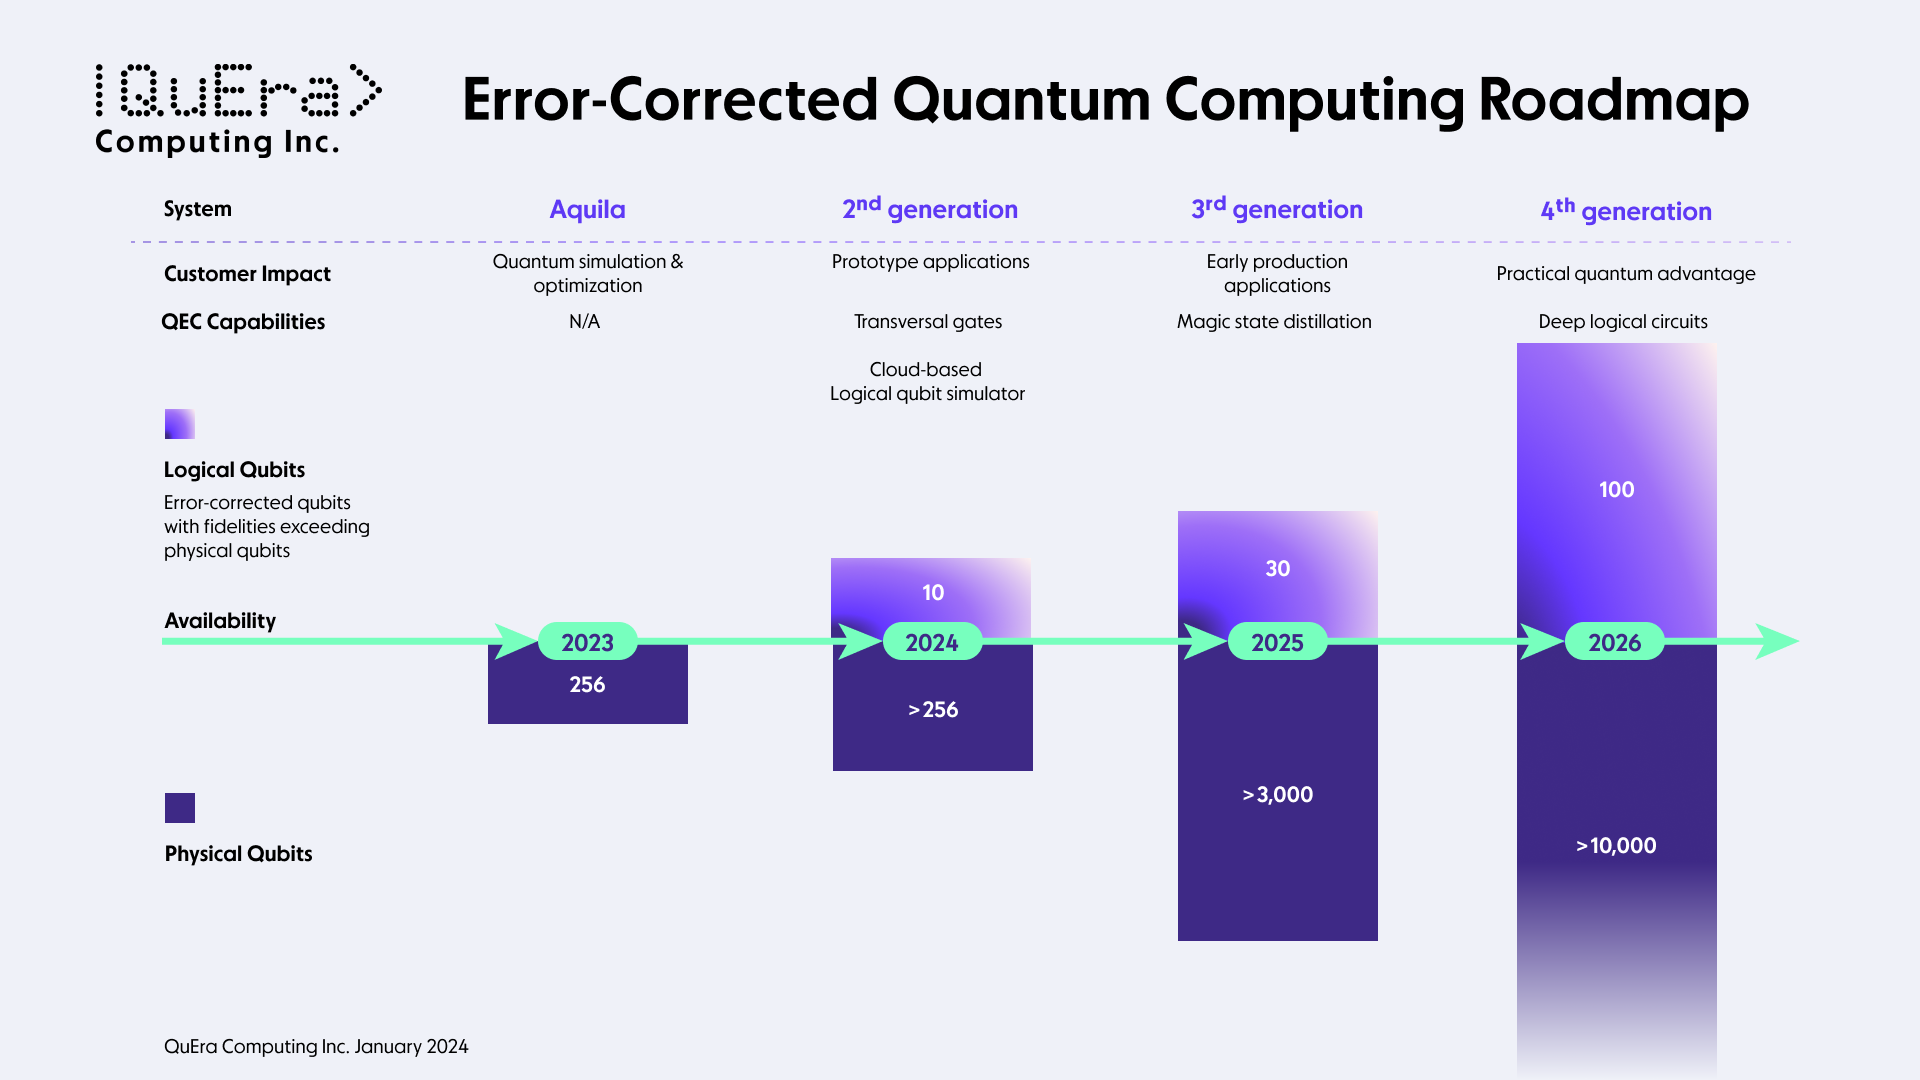 |QuEra>
Computing Inc.
Error-Corrected Quantum Computing Roadmap
System
Aquila
2nd generation
3rd generation
4th generation
Customer Impact
Quantum simulation &
optimization
Prototype applications
Early production
applications
Practical quantum advantage
QEC Capabilities
N/A
Transversal gates
Magic state distillation
Deep logical circuits
Cloud-based
Logical qubit simulator
Logical Qubits
Error-corrected qubits
with fidelities exceeding
physical qubits
10
30
100
Availability
2023
2024
2025
2026
256
>256
>3,000
>10,000
Physical Qubits
QuEra Computing Inc. January 2024